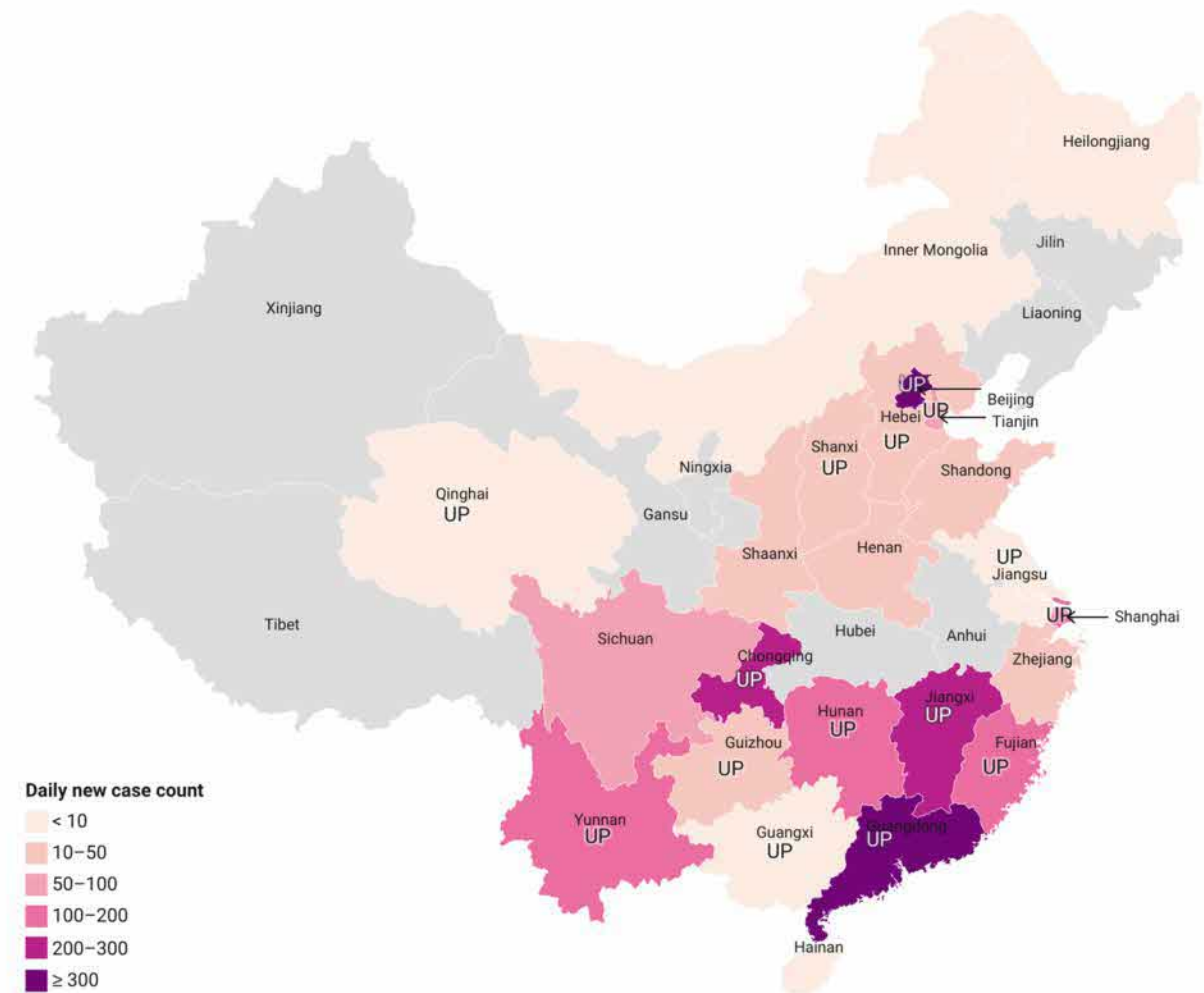 Heilongjiang
Jilin
Inner Mongolia
Xinjiang
Liaoning
UP
Beijing
UP
Tianjin
Hebei
UP
Shanxi
UP
Shandong
Ningxia
Qinghai
UP
Gansu
Henan
Shaanxi
UP
Jiangsu
UP
Shanghai
Tibet
Sichuan
Hubei
Anhui
Chongqing
UP
Zhejiang
Jiangxi
UP
Hunan
UP
Guizhou
UP
Fujian
UP
Yunnan
UP
Guangxi
UP
Guangdong
UP
Hainan
Daily new case count
< 10
10–50
50–100
100–200
200–300
≥ 300